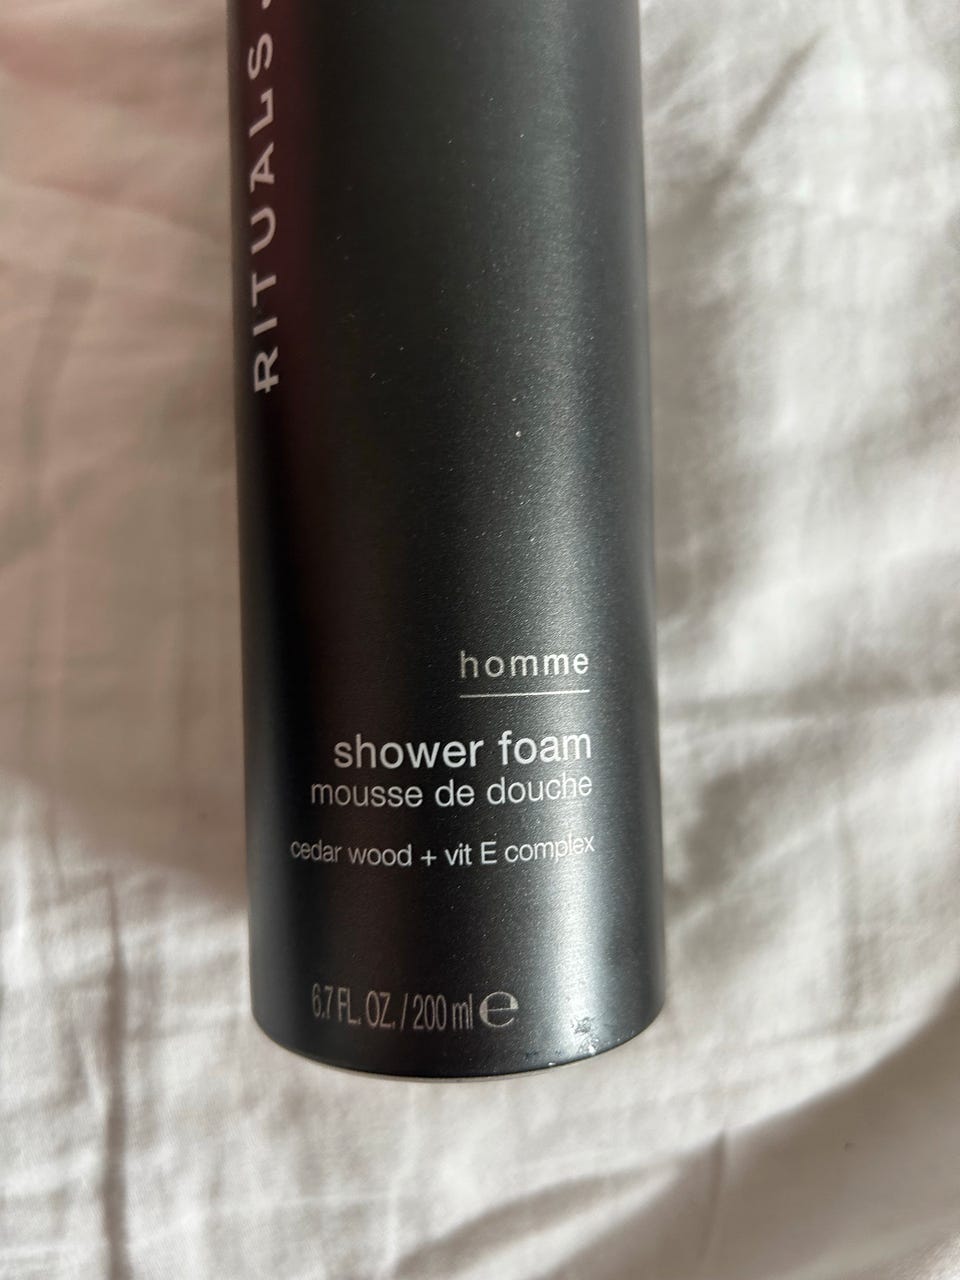 RITUALS
homme
shower foam
mousse de douche
cedar wood + vit E complex
6.7 FL. OZ. / 200 ml ℮